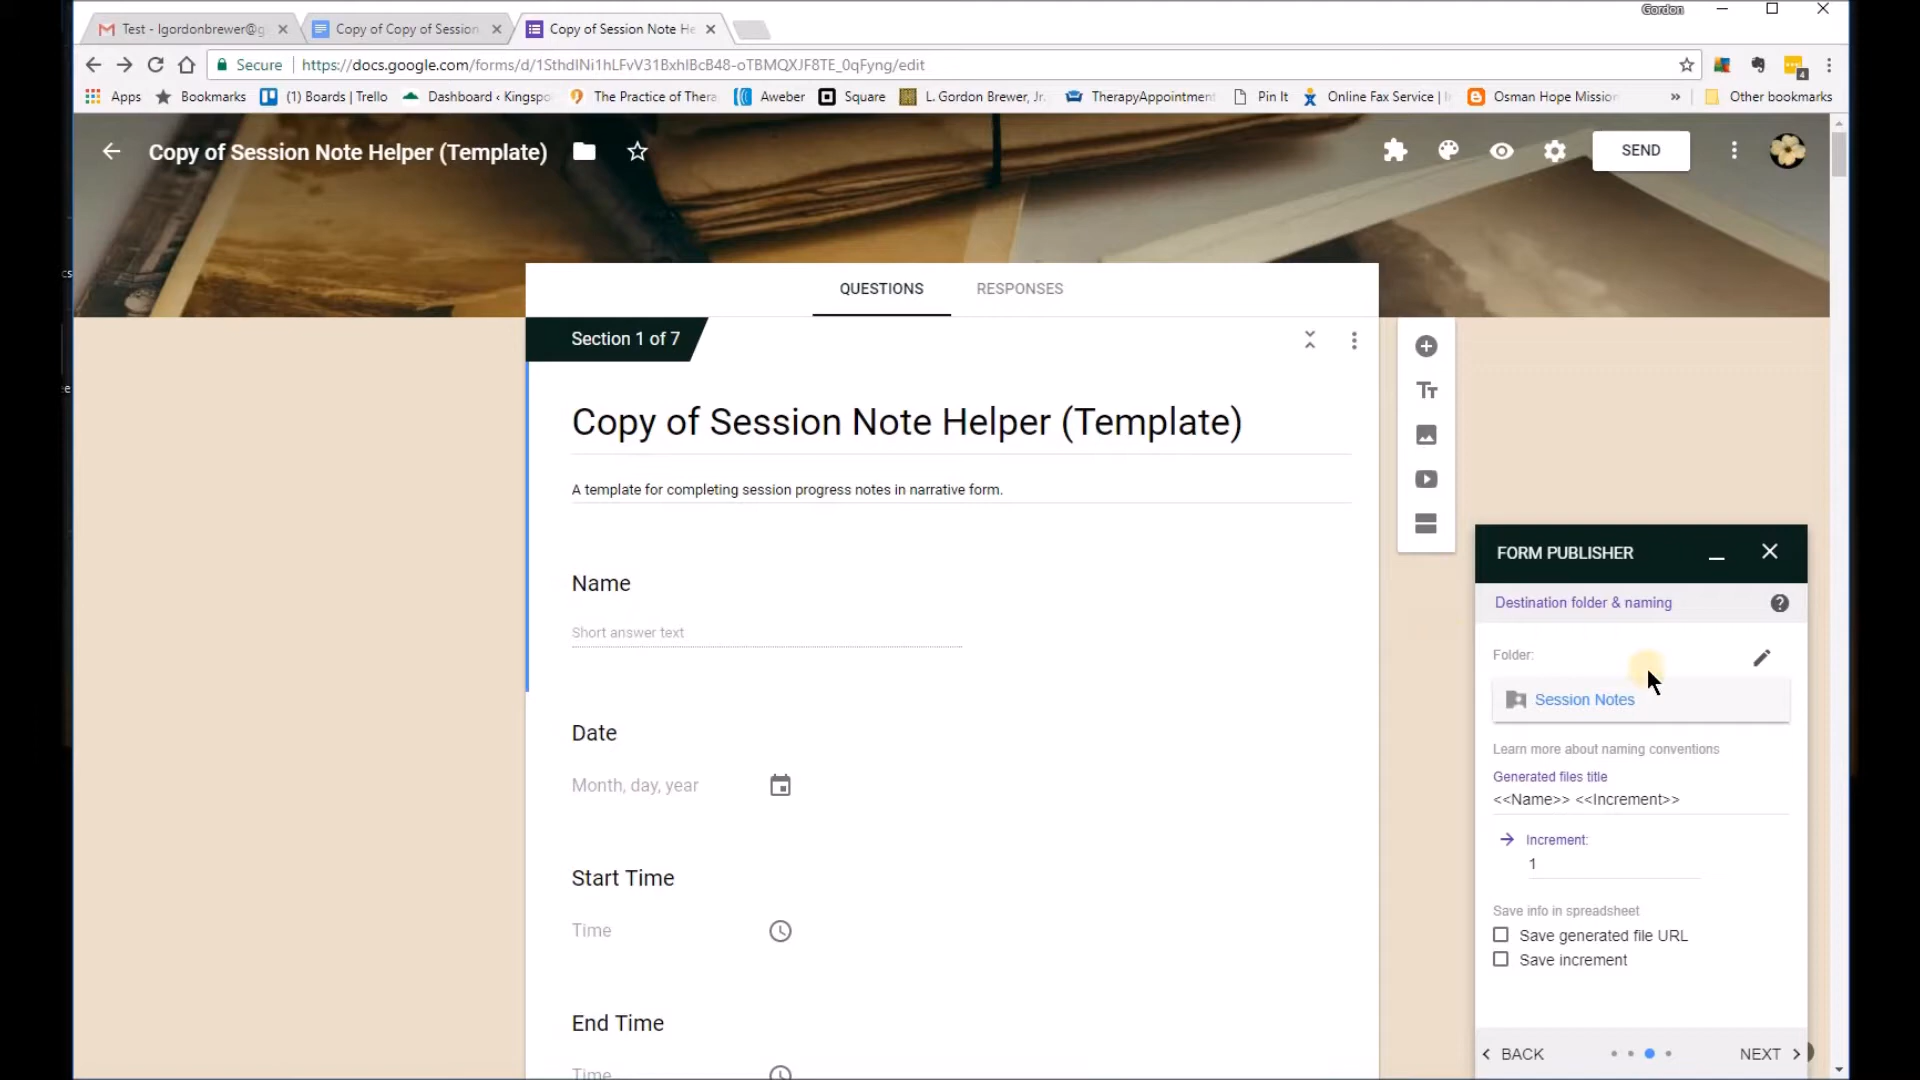 Gordon
Test - lgordonbrewer@g
Copy of Copy of Session
Copy of Session Note He
Secure
https://docs.google.com/forms/d/1SthdINi1hLFvV31BxhIBcB48-oTBMQXJF8TE_0qFyng/edit
4
Apps
Bookmarks
(1) Boards | Trello
Dashboard ‹ Kingspo
The Practice of Thera
Aweber
Square
L. Gordon Brewer, Jr.
TherapyAppointment
Pin It
Online Fax Service |
Osman Hope Mission
»
Other bookmarks
Copy of Session Note Helper (Template)
SEND
QUESTIONS
RESPONSES
Section 1 of 7
Copy of Session Note Helper (Template)
A template for completing session progress notes in narrative form.
Name
Short answer text
Date
Month, day, year
Start Time
Time
End Time
Time
FORM PUBLISHER
Destination folder & naming
Folder:
Session Notes
Learn more about naming conventions
Generated files title
<<Name>> <<Increment>>
Increment:
1
Save info in spreadsheet
Save generated file URL
Save increment
BACK
NEXT